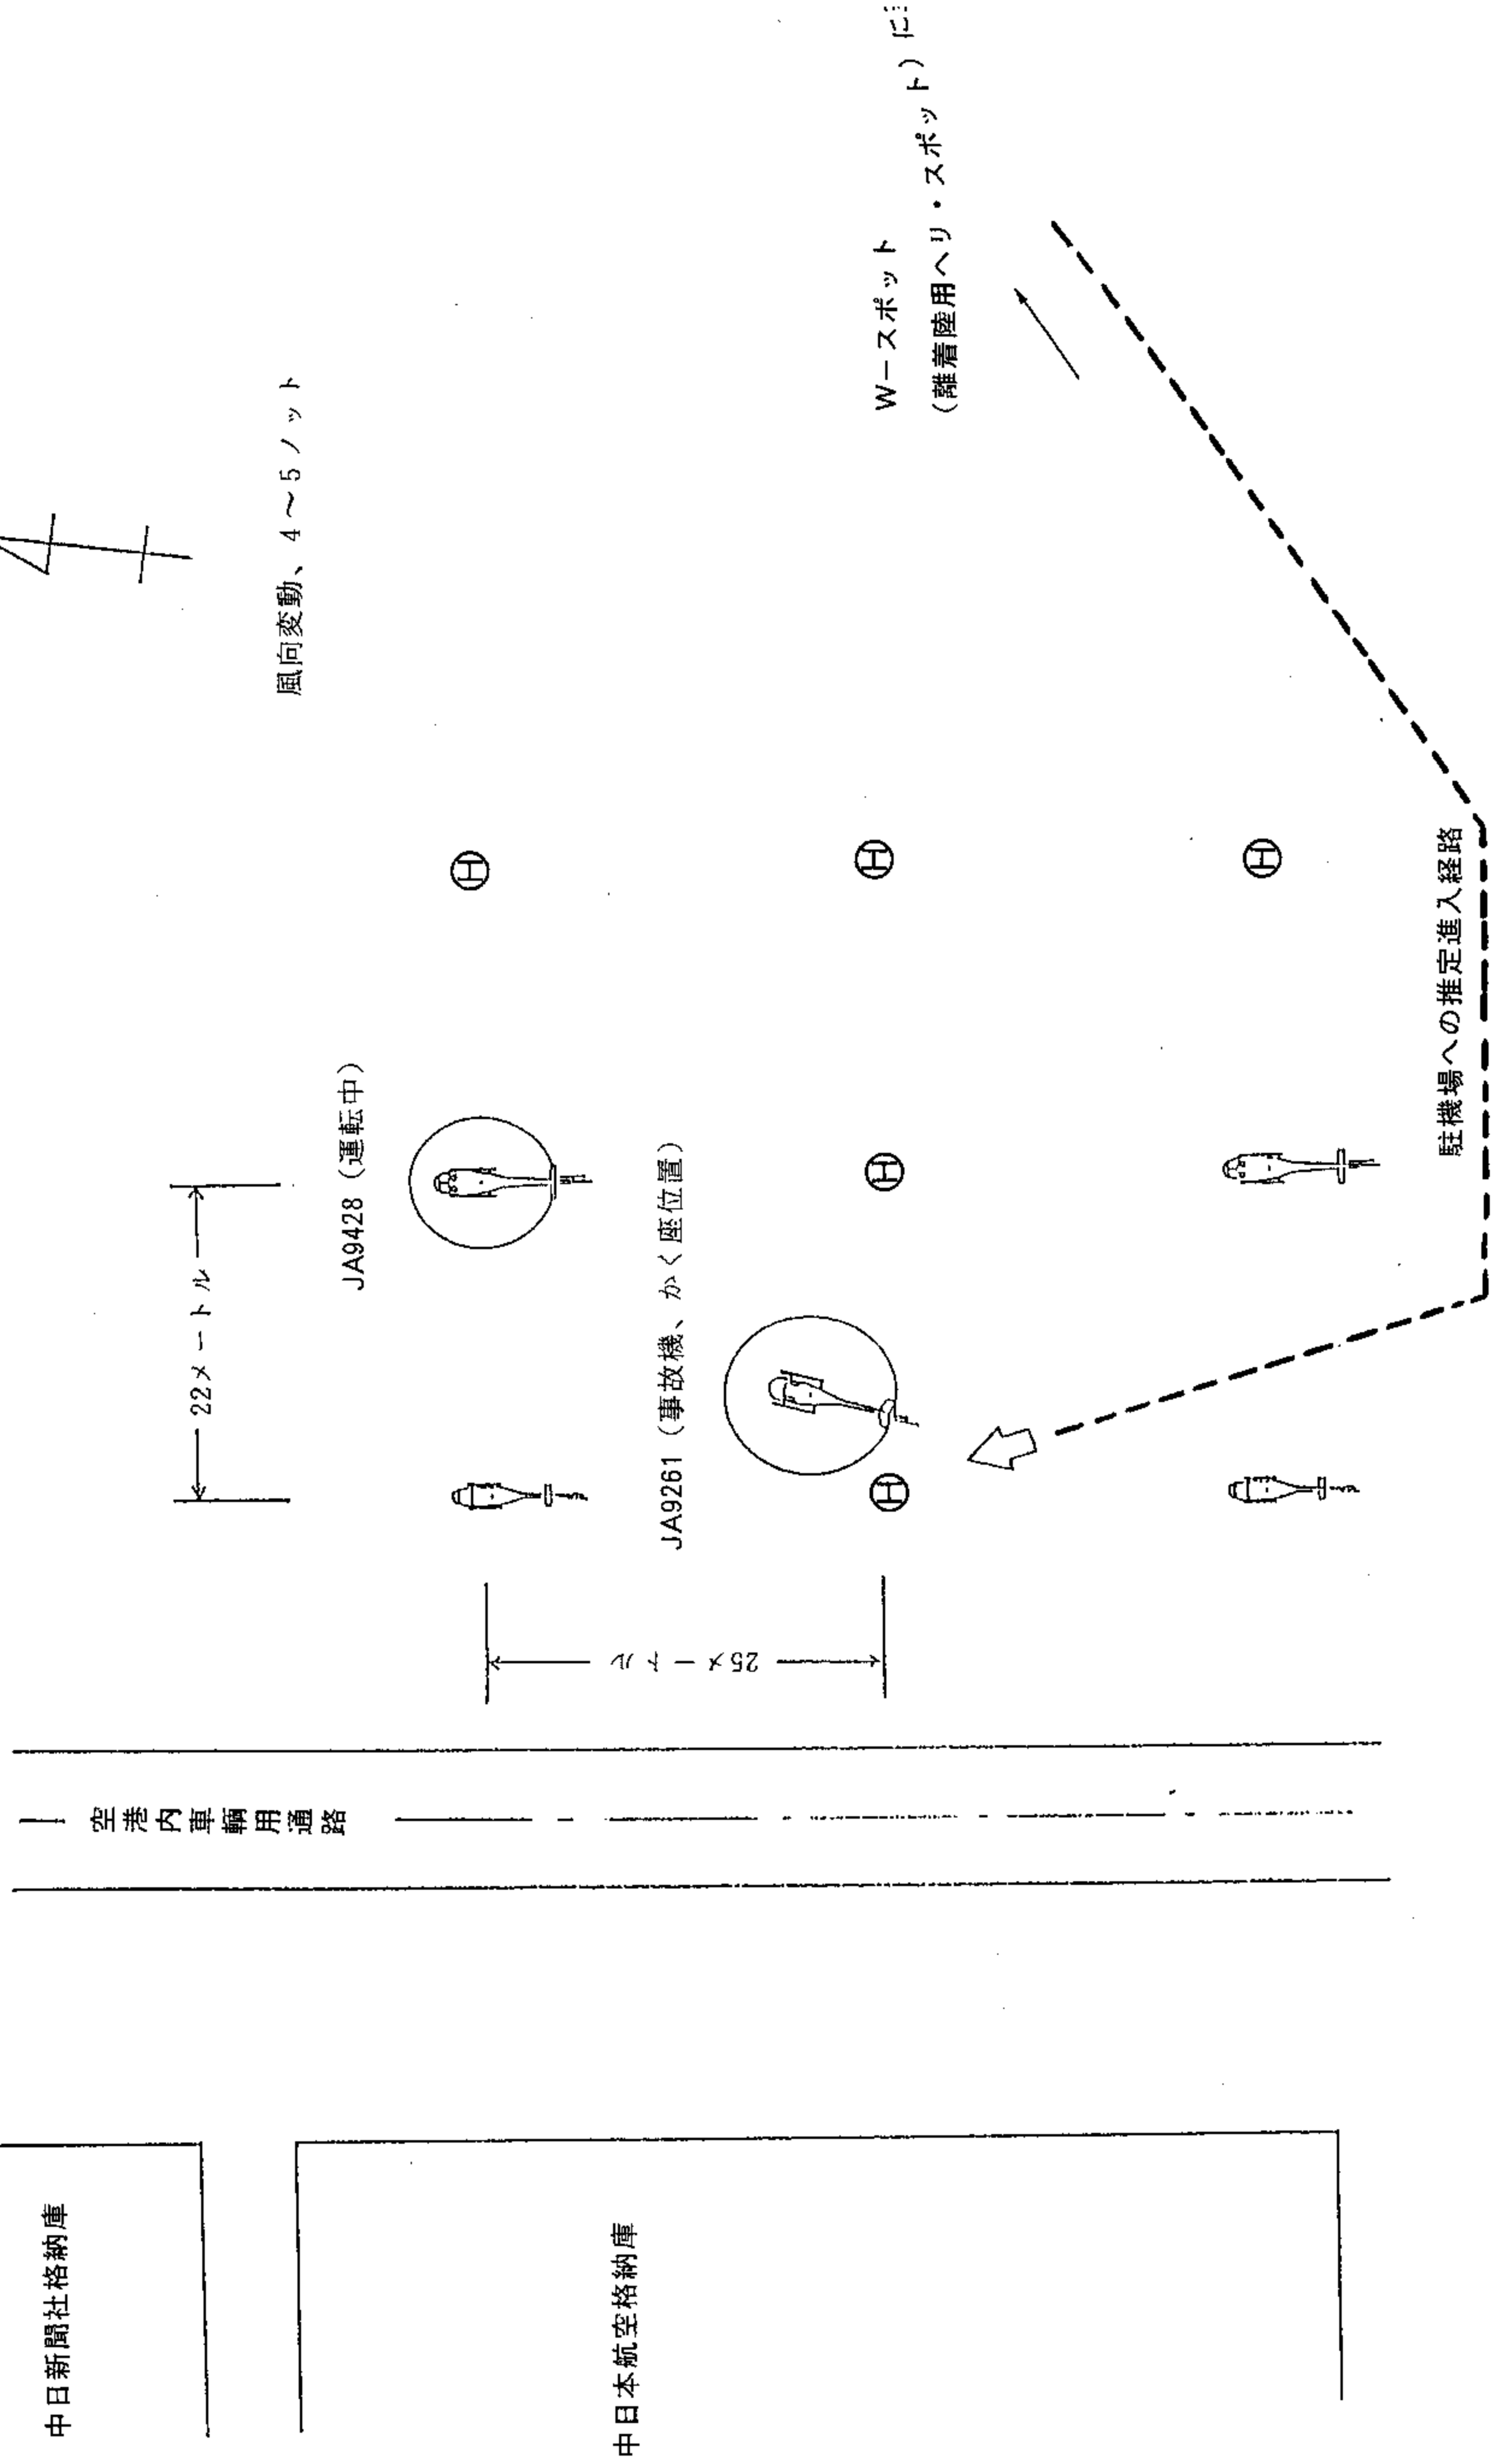 風向変動、4~5ノット
22メートル
JA9428(運転中)
JA9261(事故機、かく座位置)
25メートル
W-スポット
(離着陸用ヘリ・スポット)に
駐機場への推定進入経路
空港内車輛用通路
中日新聞社格納庫
中日本航空格納庫
H
H
H
H
H